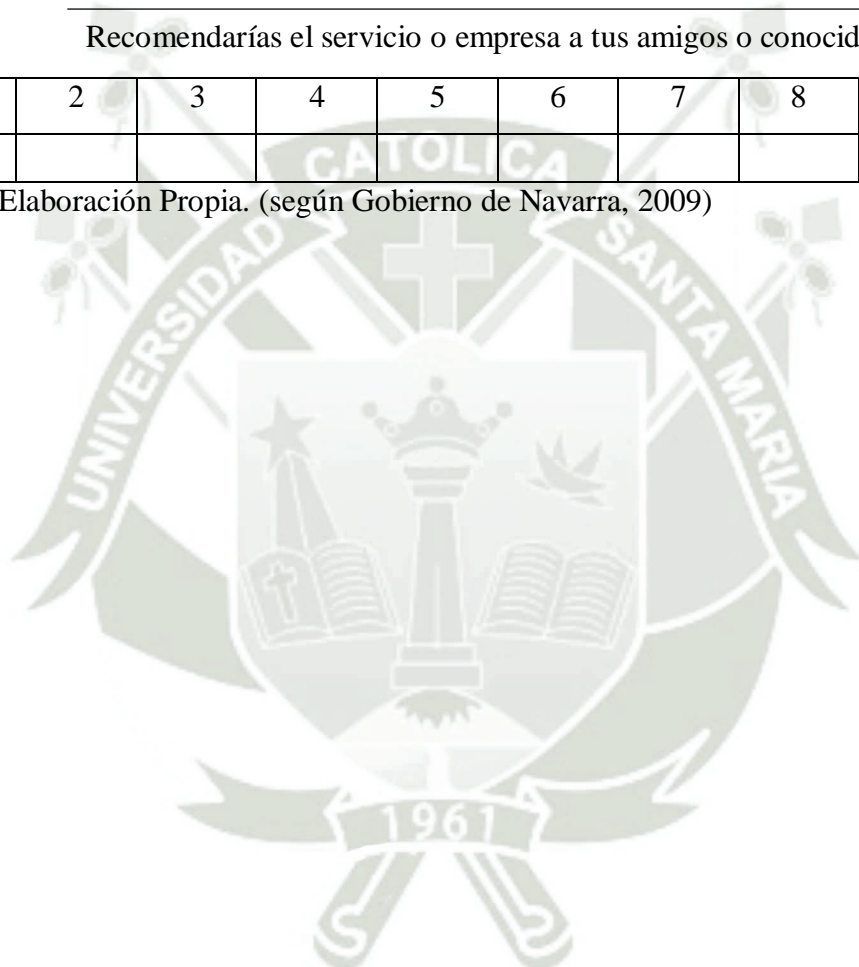 Recomendarías el servicio o empresa a tus amigos o conocid
2 3 4 5 6 7 8
Elaboración Propia. (según Gobierno de Navarra, 2009)
UNIVERSIDAD CATOLICA SANTA MARIA
1961